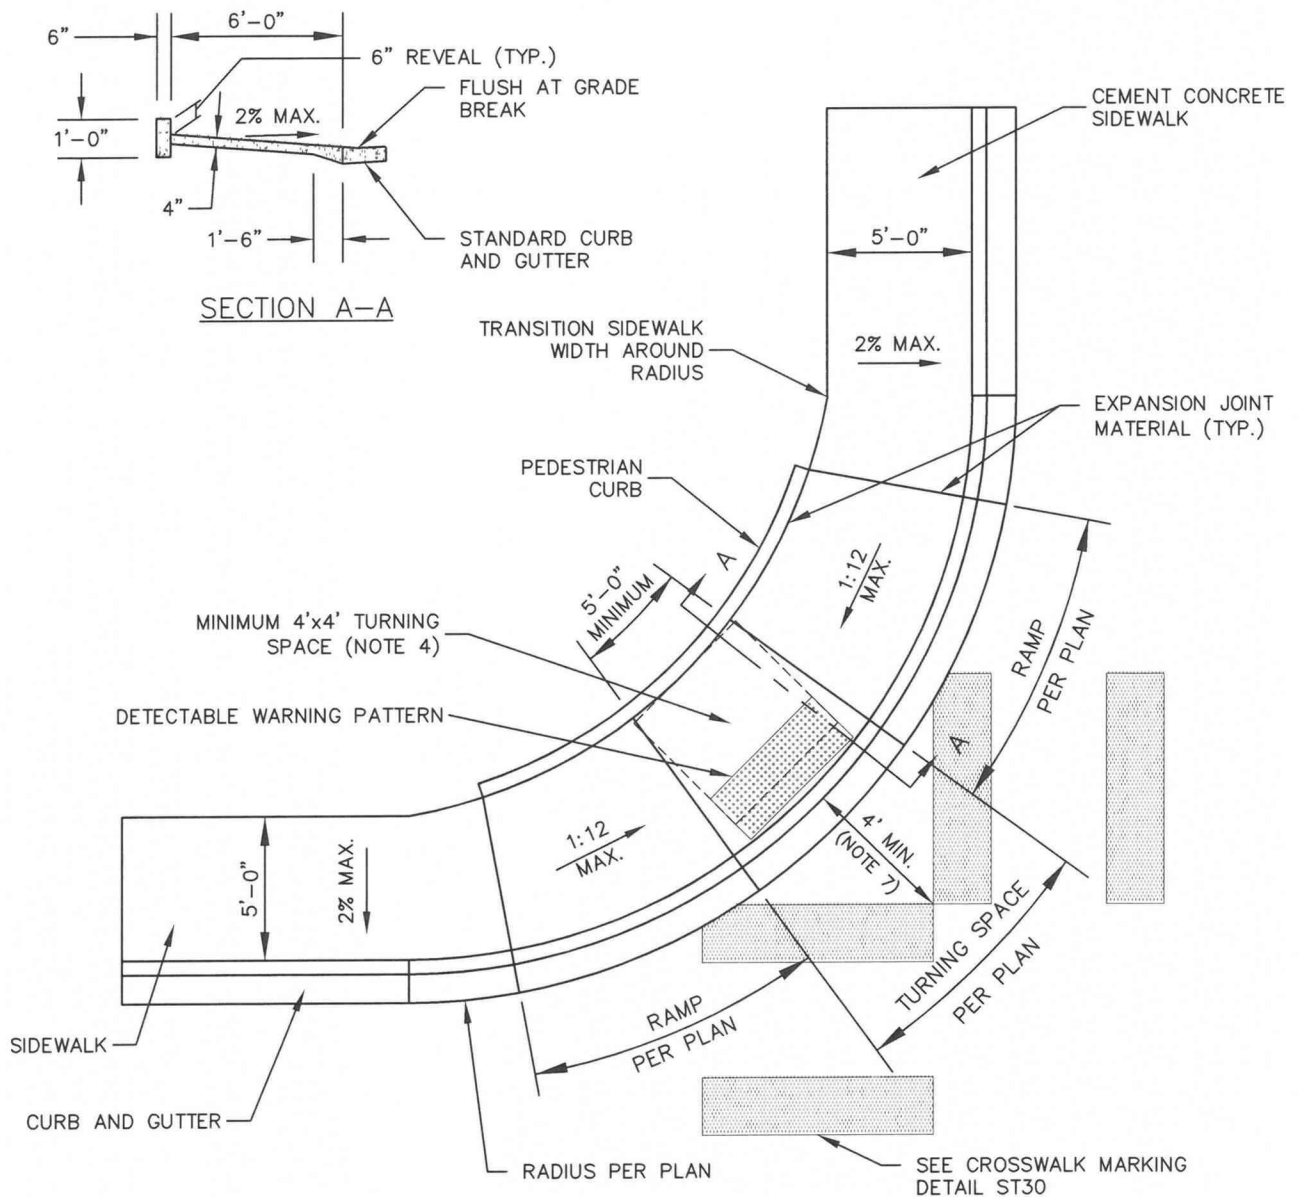 6'-0"
6"
6" REVEAL (TYP.)
FLUSH AT GRADE
BREAK
2% MAX.
1'-0"
4"
1'-6"
STANDARD CURB
AND GUTTER
SECTION A-A
CEMENT CONCRETE
SIDEWALK
5'-0"
TRANSITION SIDEWALK
WIDTH AROUND
RADIUS
2% MAX.
EXPANSION JOINT
MATERIAL (TYP.)
PEDESTRIAN
CURB
A
1:12
MAX.
5'-0"
MINIMUM
MINIMUM 4'x4' TURNING
SPACE (NOTE 4)
RAMP
PER PLAN
DETECTABLE WARNING PATTERN
A
4' MIN.
(NOTE 7)
1:12
MAX.
5'-0"
2% MAX.
TURNING SPACE
PER PLAN
RAMP
PER PLAN
SIDEWALK
CURB AND GUTTER
RADIUS PER PLAN
SEE CROSSWALK MARKING
DETAIL ST30